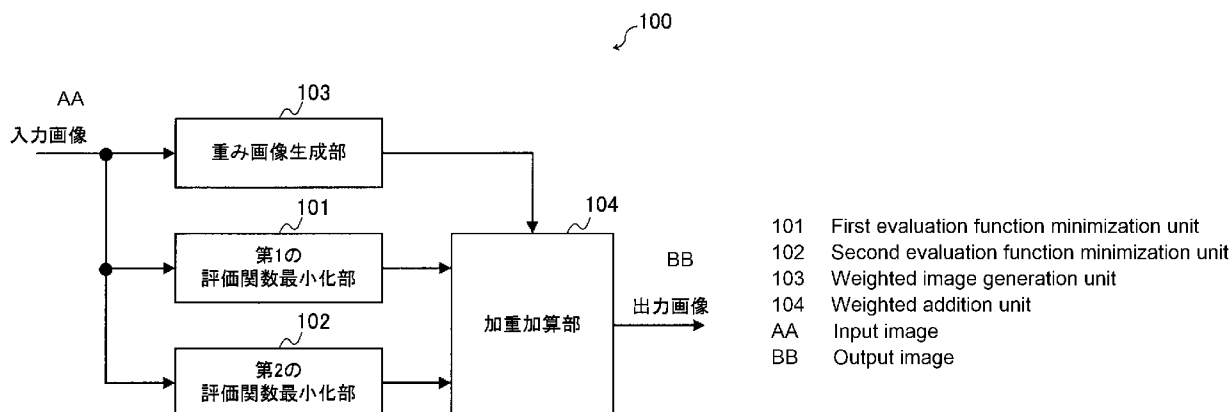 100
AA
入力画像
103
重み画像生成部
101
第1の
評価関数最小化部
102
第2の
評価関数最小化部
104
加重加算部
BB
出力画像
101 First evaluation function minimization unit
102 Second evaluation function minimization unit
103 Weighted image generation unit
104 Weighted addition unit
AA Input image
BB Output image